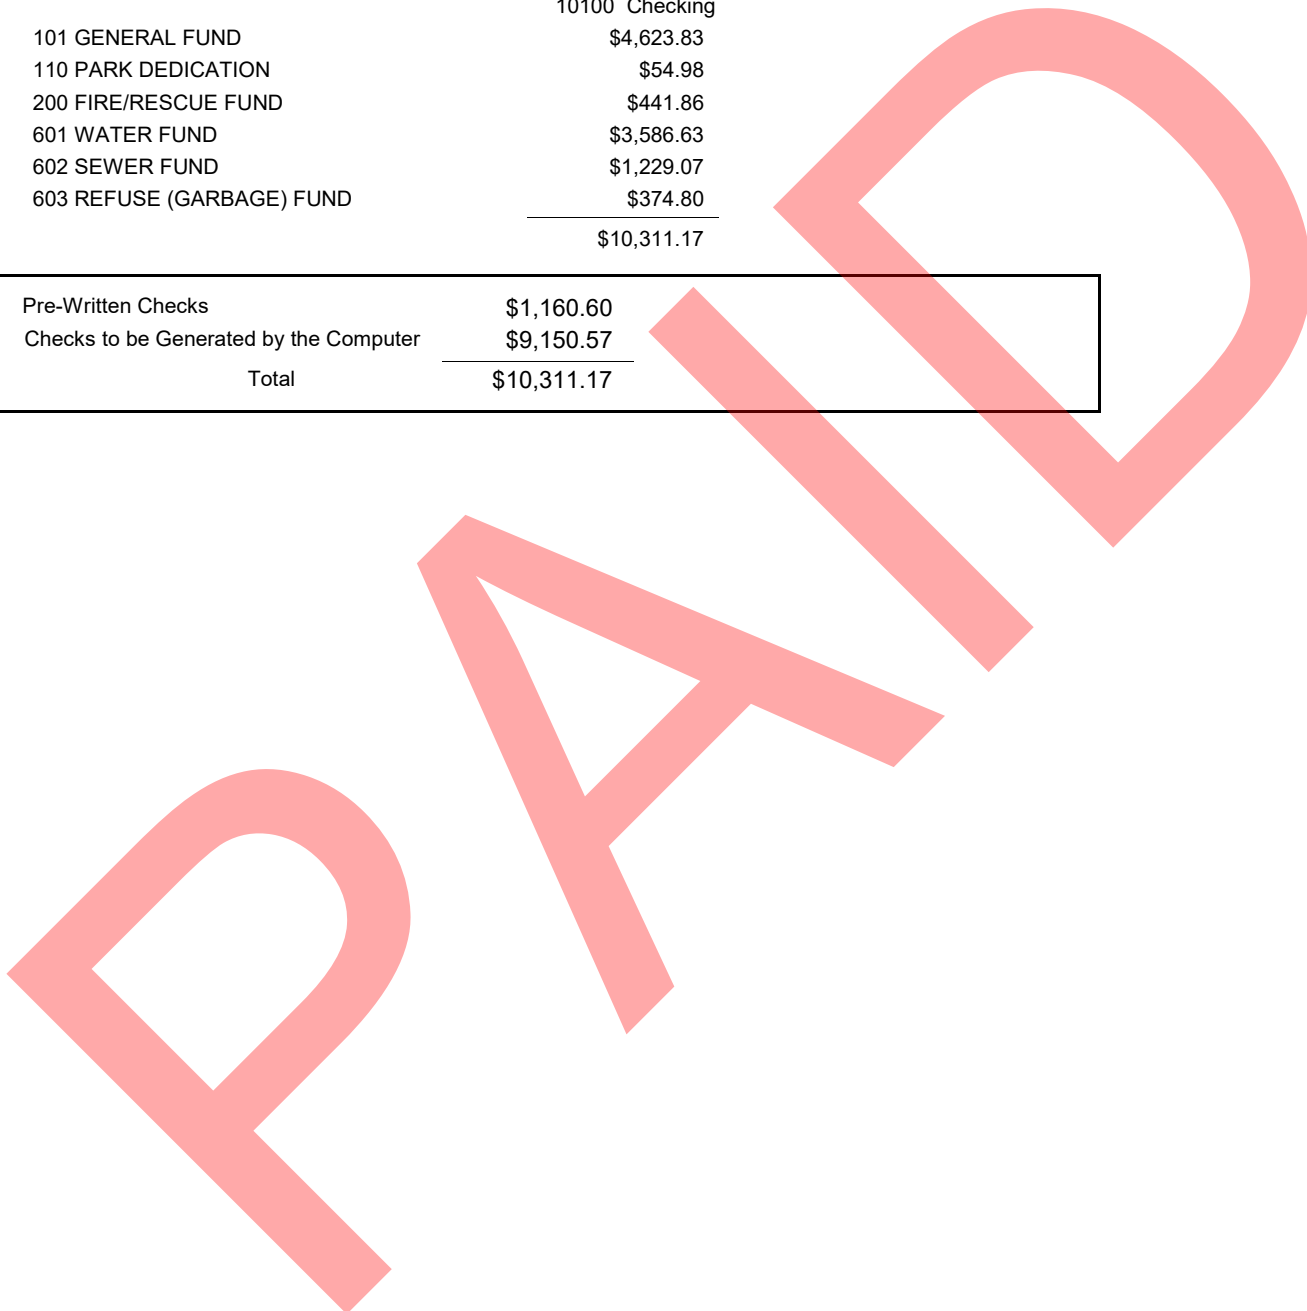 10100 Checking
101 GENERAL FUND $4,623.83
110 PARK DEDICATION $54.98
200 FIRE/RESCUE FUND $441.86
601 WATER FUND $3,586.63
602 SEWER FUND $1,229.07
603 REFUSE (GARBAGE) FUND $374.80
$10,311.17
Pre-Written Checks $1,160.60
Checks to be Generated by the Computer $9,150.57
Total $10,311.17
PAID